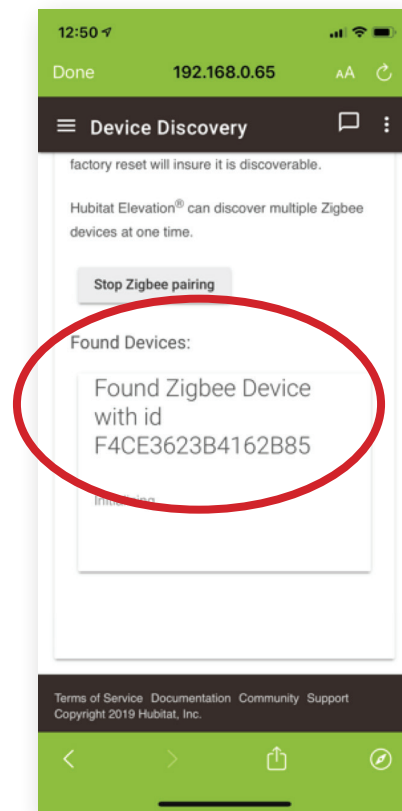 12:50
Done 192.168.0.65 AA
Device Discovery
factory reset will insure it is discoverable.
Hubitat Elevation® can discover multiple Zigbee
devices at one time.
Stop Zigbee pairing
Found Devices:
Found Zigbee Device
with id
F4CE3623B4162B85
Initializing
Terms of Service Documentation Community Support
Copyright 2019 Hubitat, Inc.